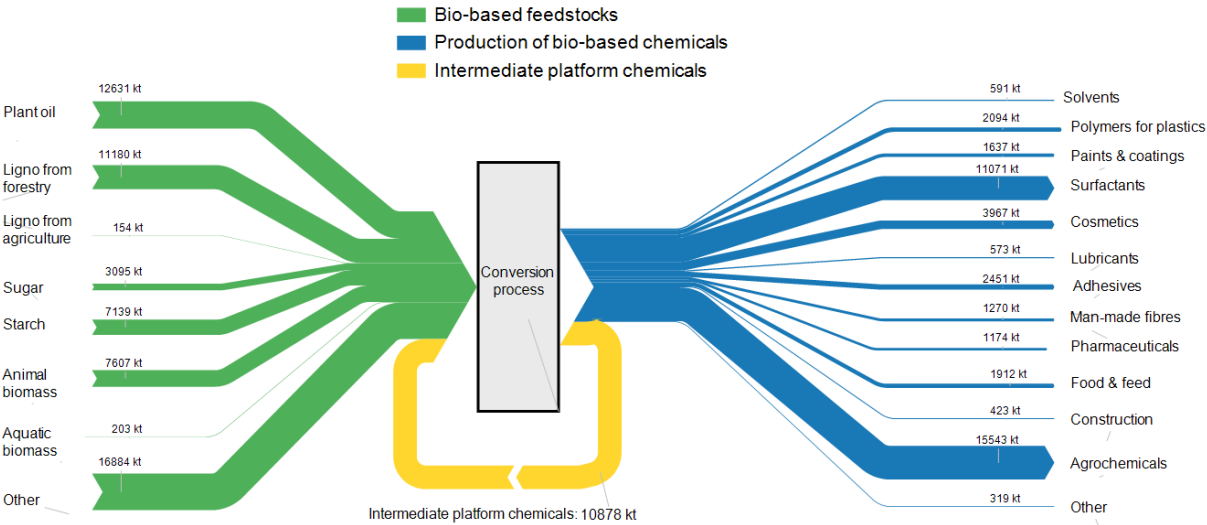 Bio-based feedstocks
Production of bio-based chemicals
Intermediate platform chemicals
12631 kt
Plant oil
11180 kt
Ligno from
forestry
Ligno from
agriculture
154 kt
3095 kt
Sugar
7139 kt
Starch
7607 kt
Animal
biomass
203 kt
Aquatic
biomass
16884 kt
Other
Conversion
process
Intermediate platform chemicals: 10878 kt
591 kt
Solvents
2094 kt
Polymers for plastics
1637 kt
Paints & coatings
11071 kt
Surfactants
3967 kt
Cosmetics
573 kt
Lubricants
2451 kt
Adhesives
1270 kt
Man-made fibres
1174 kt
Pharmaceuticals
1912 kt
Food & feed
423 kt
Construction
15543 kt
Agrochemicals
319 kt
Other